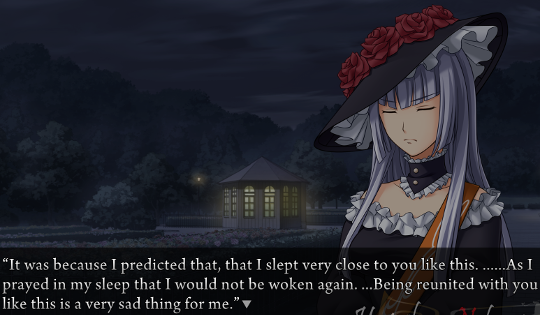 “It was because I predicted that, that I slept very close to you like this. ......As I
prayed in my sleep that I would not be woken again. ...Being reunited with you
like this is a very sad thing for me.”